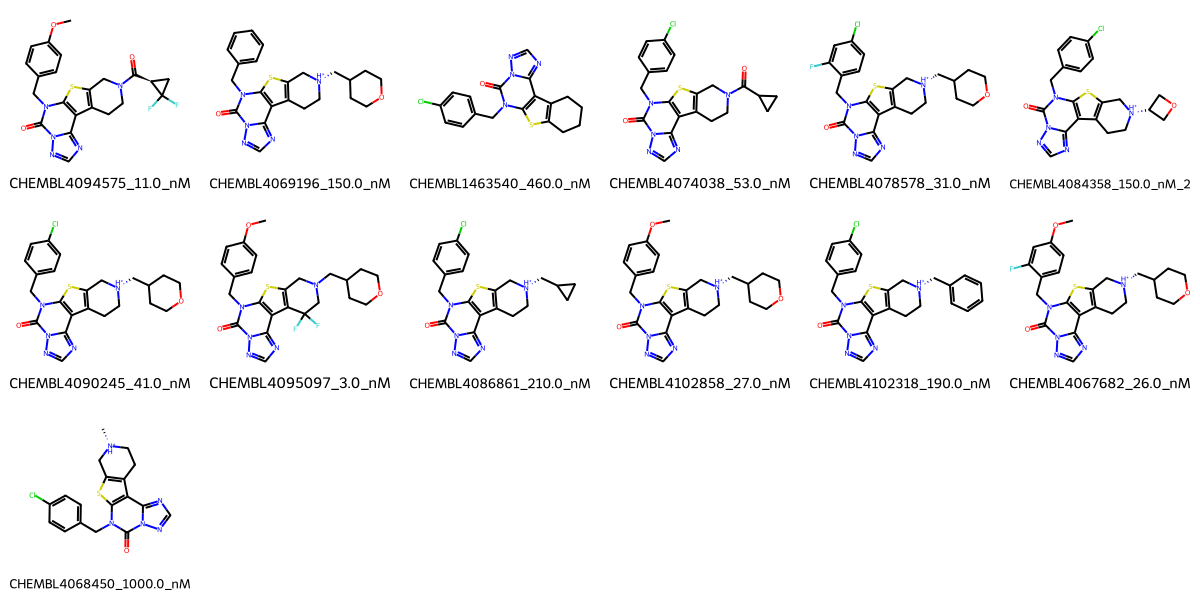 CHEMBL4094575_11.0_nM
CHEMBL4069196_150.0_nM
CHEMBL1463540_460.0_nM
CHEMBL4074038_53.0_nM
CHEMBL4078578_31.0_nM
CHEMBL4084358_150.0_nM_2
CHEMBL4090245_41.0_nM
CHEMBL4095097_3.0_nM
CHEMBL4086861_210.0_nM
CHEMBL4102858_27.0_nM
CHEMBL4102318_190.0_nM
CHEMBL4067682_26.0_nM
CHEMBL4068450_1000.0_nM